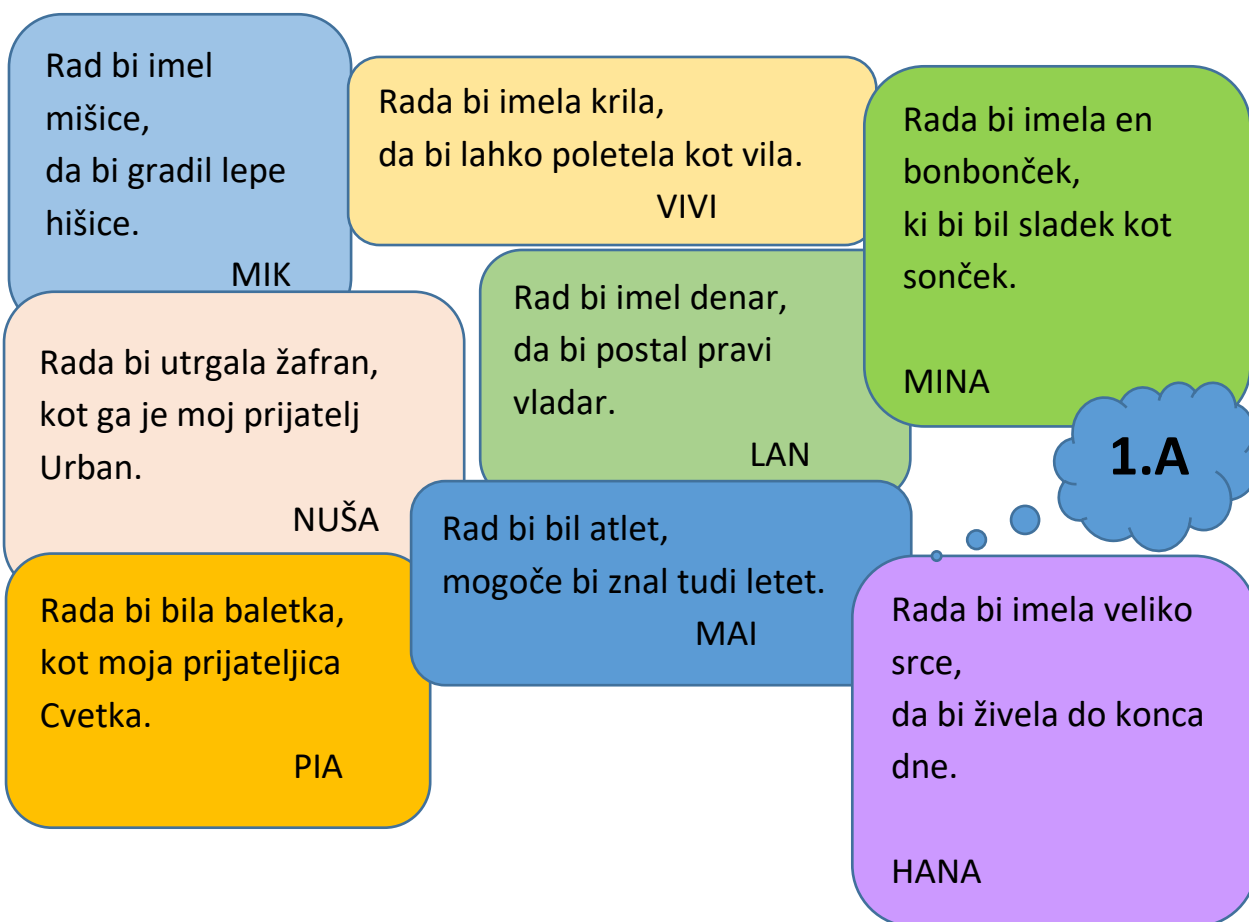 Rad bi imel
mišice,
da bi gradil lepe
hišice.
MIK
Rada bi imela krila,
da bi lahko poletela kot vila.
VIVI
Rada bi imela en
bonbonček,
ki bi bil sladek kot
sonček.
MINA
Rada bi utrgala žafran,
kot ga je moj prijatelj
Urban.
NUŠA
Rad bi imel denar,
da bi postal pravi
vladar.
LAN
1.A
Rada bi bila baletka,
kot moja prijateljica
Cvetka.
PIA
Rad bi bil atlet,
mogoče bi znal tudi letet.
MAI
Rada bi imela veliko
srce,
da bi živela do konca
dne.
HANA